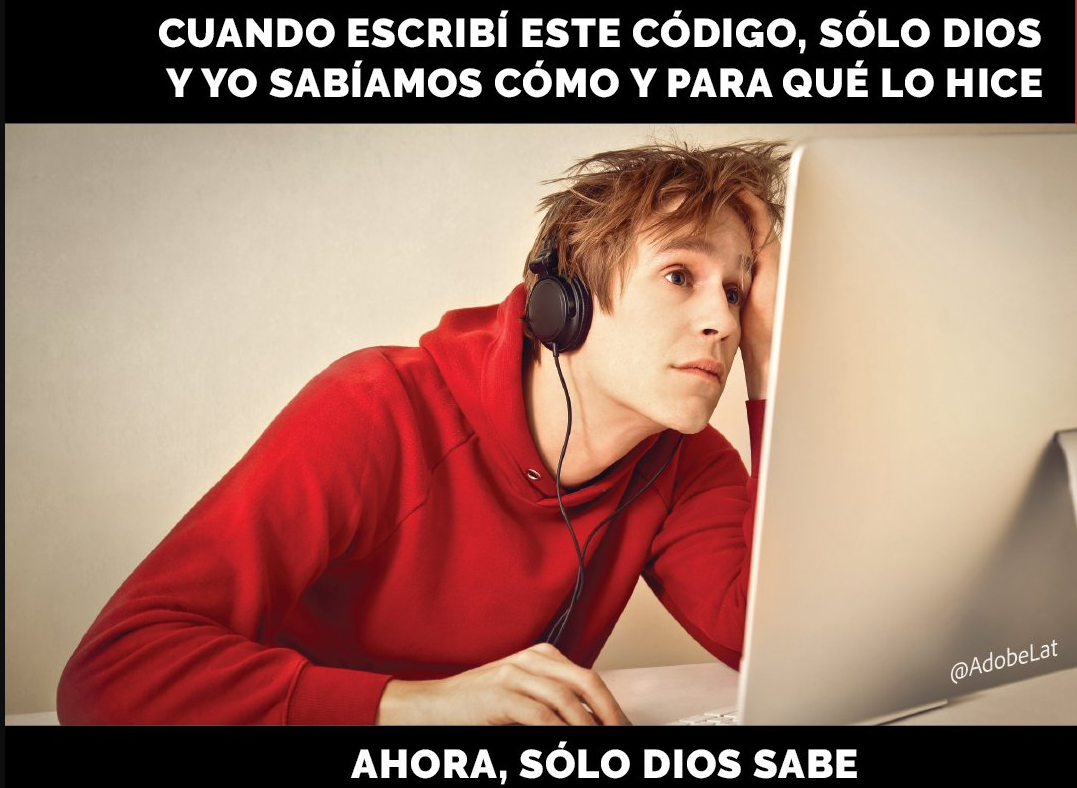 CUANDO ESCRIBÍ ESTE CÓDIGO, SÓLO DIOS
Y YO SABÍAMOS CÓMO Y PARA QUÉ LO HICE
@AdobeLat
AHORA, SÓLO DIOS SABE